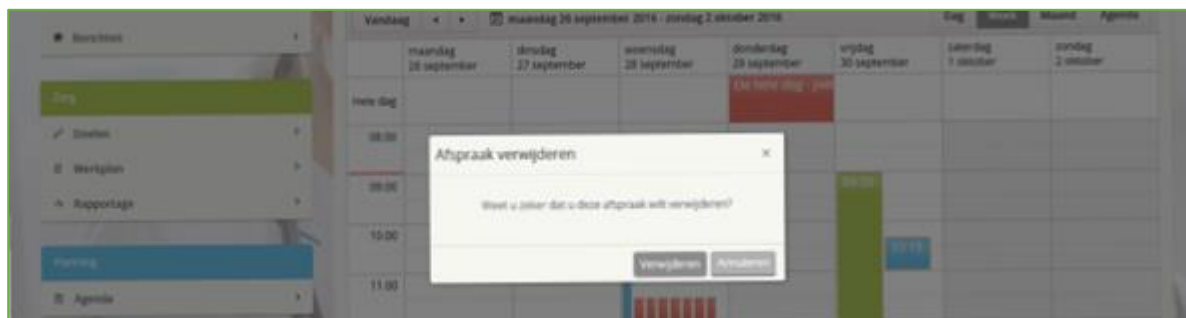 Berichten
Zorg
Doelen
Werkplan
Rapportage
Planning
Agenda
Vandaag maandag 26 september 2016 - zondag 2 oktober 2016 Dag Week Maand Agenda
maandag dinsdag woensdag donderdag vrijdag zaterdag zondag
26 september 27 september 28 september 29 september 30 september 1 oktober 2 oktober
Hele dag
08:00
09:00
10:00
11:00
Afspraak verwijderen ×
Weet u zeker dat u deze afspraak wilt verwijderen?
Verwijderen Annuleren